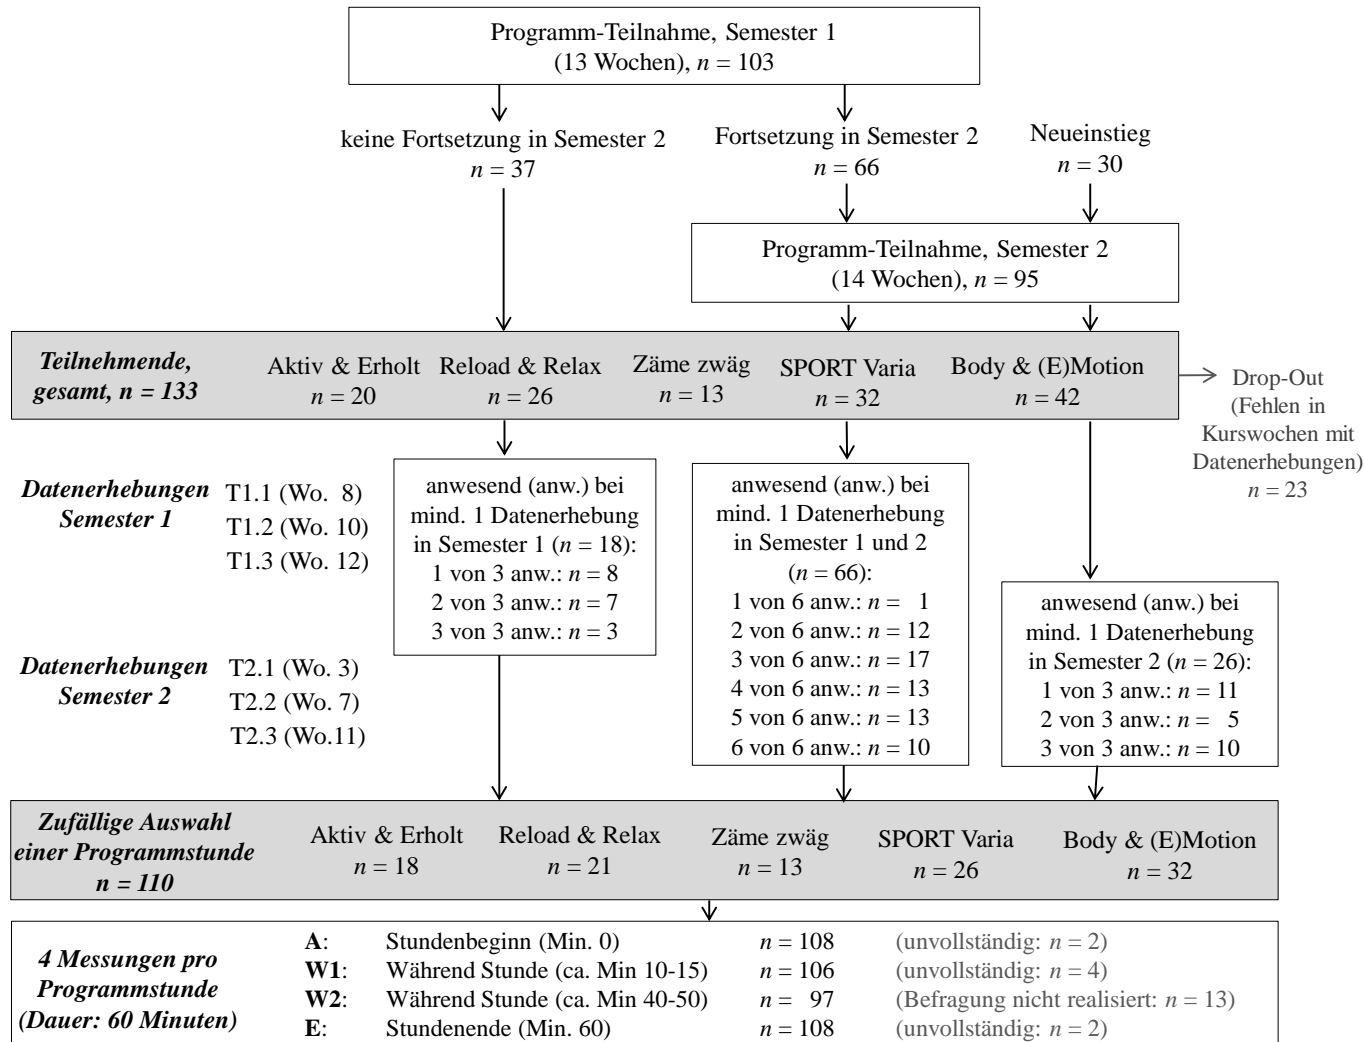 Programm-Teilnahme, Semester 1
(13 Wochen), n = 103
keine Fortsetzung in Semester 2
n = 37
Fortsetzung in Semester 2
n = 66
Neueinstieg
n = 30
Programm-Teilnahme, Semester 2
(14 Wochen), n = 95
Teilnehmende,
gesamt, n = 133
Aktiv & Erholt
n = 20
Reload & Relax
n = 26
Zäme zwäg
n = 13
SPORT Varia
n = 32
Body & (E)Motion
n = 42
Drop-Out
(Fehlen in
Kurswochen mit
Datenerhebungen)
n = 23
Datenerhebungen
Semester 1
T1.1 (Wo. 8)
T1.2 (Wo. 10)
T1.3 (Wo. 12)
Datenerhebungen
Semester 2
T2.1 (Wo. 3)
T2.2 (Wo. 7)
T2.3 (Wo.11)
anwesend (anw.) bei
mind. 1 Datenerhebung
in Semester 1 (n = 18):
1 von 3 anw.: n = 8
2 von 3 anw.: n = 7
3 von 3 anw.: n = 3
anwesend (anw.) bei
mind. 1 Datenerhebung
in Semester 1 und 2
(n = 66):
1 von 6 anw.: n = 1
2 von 6 anw.: n = 12
3 von 6 anw.: n = 17
4 von 6 anw.: n = 13
5 von 6 anw.: n = 13
6 von 6 anw.: n = 10
anwesend (anw.) bei
mind. 1 Datenerhebung
in Semester 2 (n = 26):
1 von 3 anw.: n = 11
2 von 3 anw.: n = 5
3 von 3 anw.: n = 10
Zufällige Auswahl
einer Programmstunde
n = 110
Aktiv & Erholt
n = 18
Reload & Relax
n = 21
Zäme zwäg
n = 13
SPORT Varia
n = 26
Body & (E)Motion
n = 32
4 Messungen pro
Programmstunde
(Dauer: 60 Minuten)
A: Stundenbeginn (Min. 0) n = 108 (unvollständig: n = 2)
W1: Während Stunde (ca. Min 10-15) n = 106 (unvollständig: n = 4)
W2: Während Stunde (ca. Min 40-50) n = 97 (Befragung nicht realisiert: n = 13)
E: Stundenende (Min. 60) n = 108 (unvollständig: n = 2)